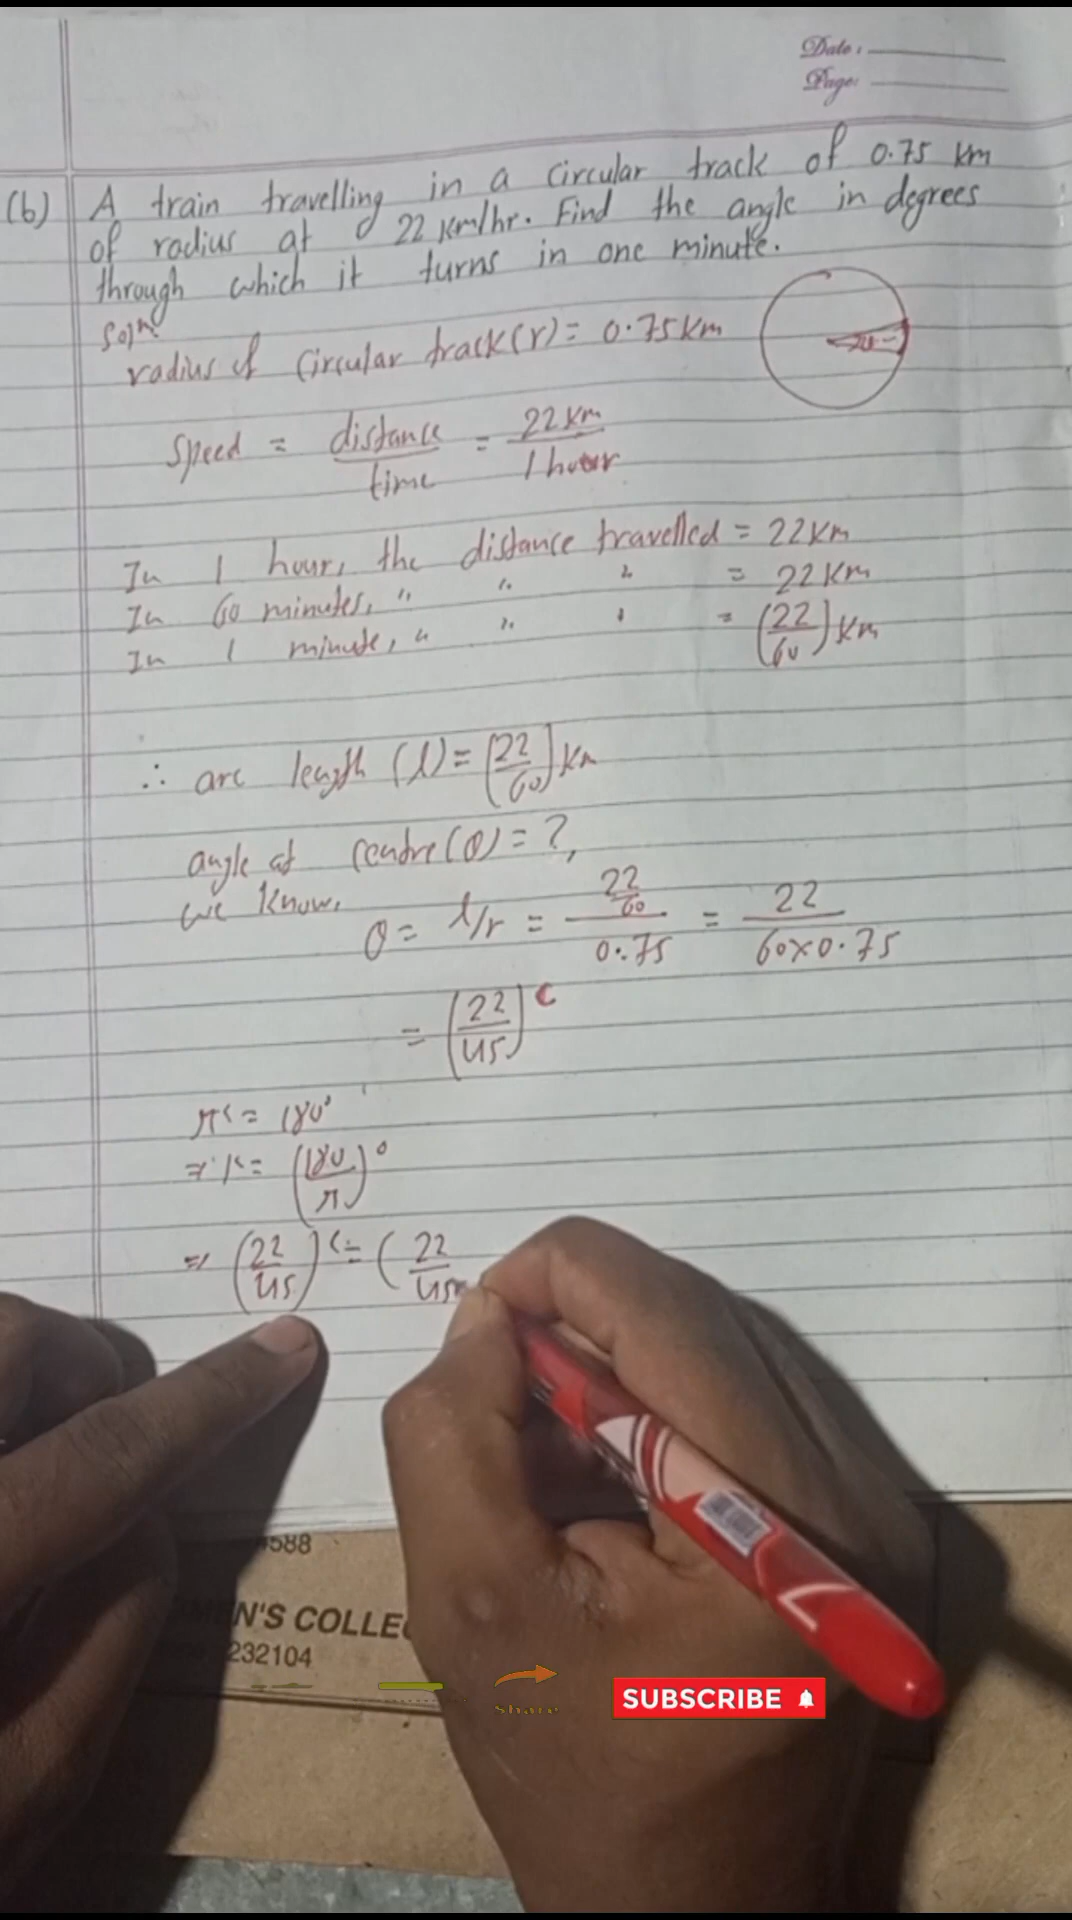 Date:
Page:
(b) A train travelling in a circular track of 0.75 km
of radius at 22 km/hr. Find the angle in degrees
through which it turns in one minute.
Soln
radius of circular track(r) = 0.75 km
Speed = distance/time = 22 km/1 hour
In 1 hour, the distance travelled = 22 km
In 60 minutes, " " " = 22 km
In 1 minute, " " " = (22/60) km
∴ arc length (l) = (22/60) km
angle at centre (θ) = ?,
we know,
θ = l/r = 22/60/0.75 = 22/60×0.75
= (22/45)ᶜ
πᶜ = 180°
⇒ 1ᶜ = (180/π)°
⇒ (22/45)ᶜ = (22/45
588
N'S COLLE
232104
Share
SUBSCRIBE